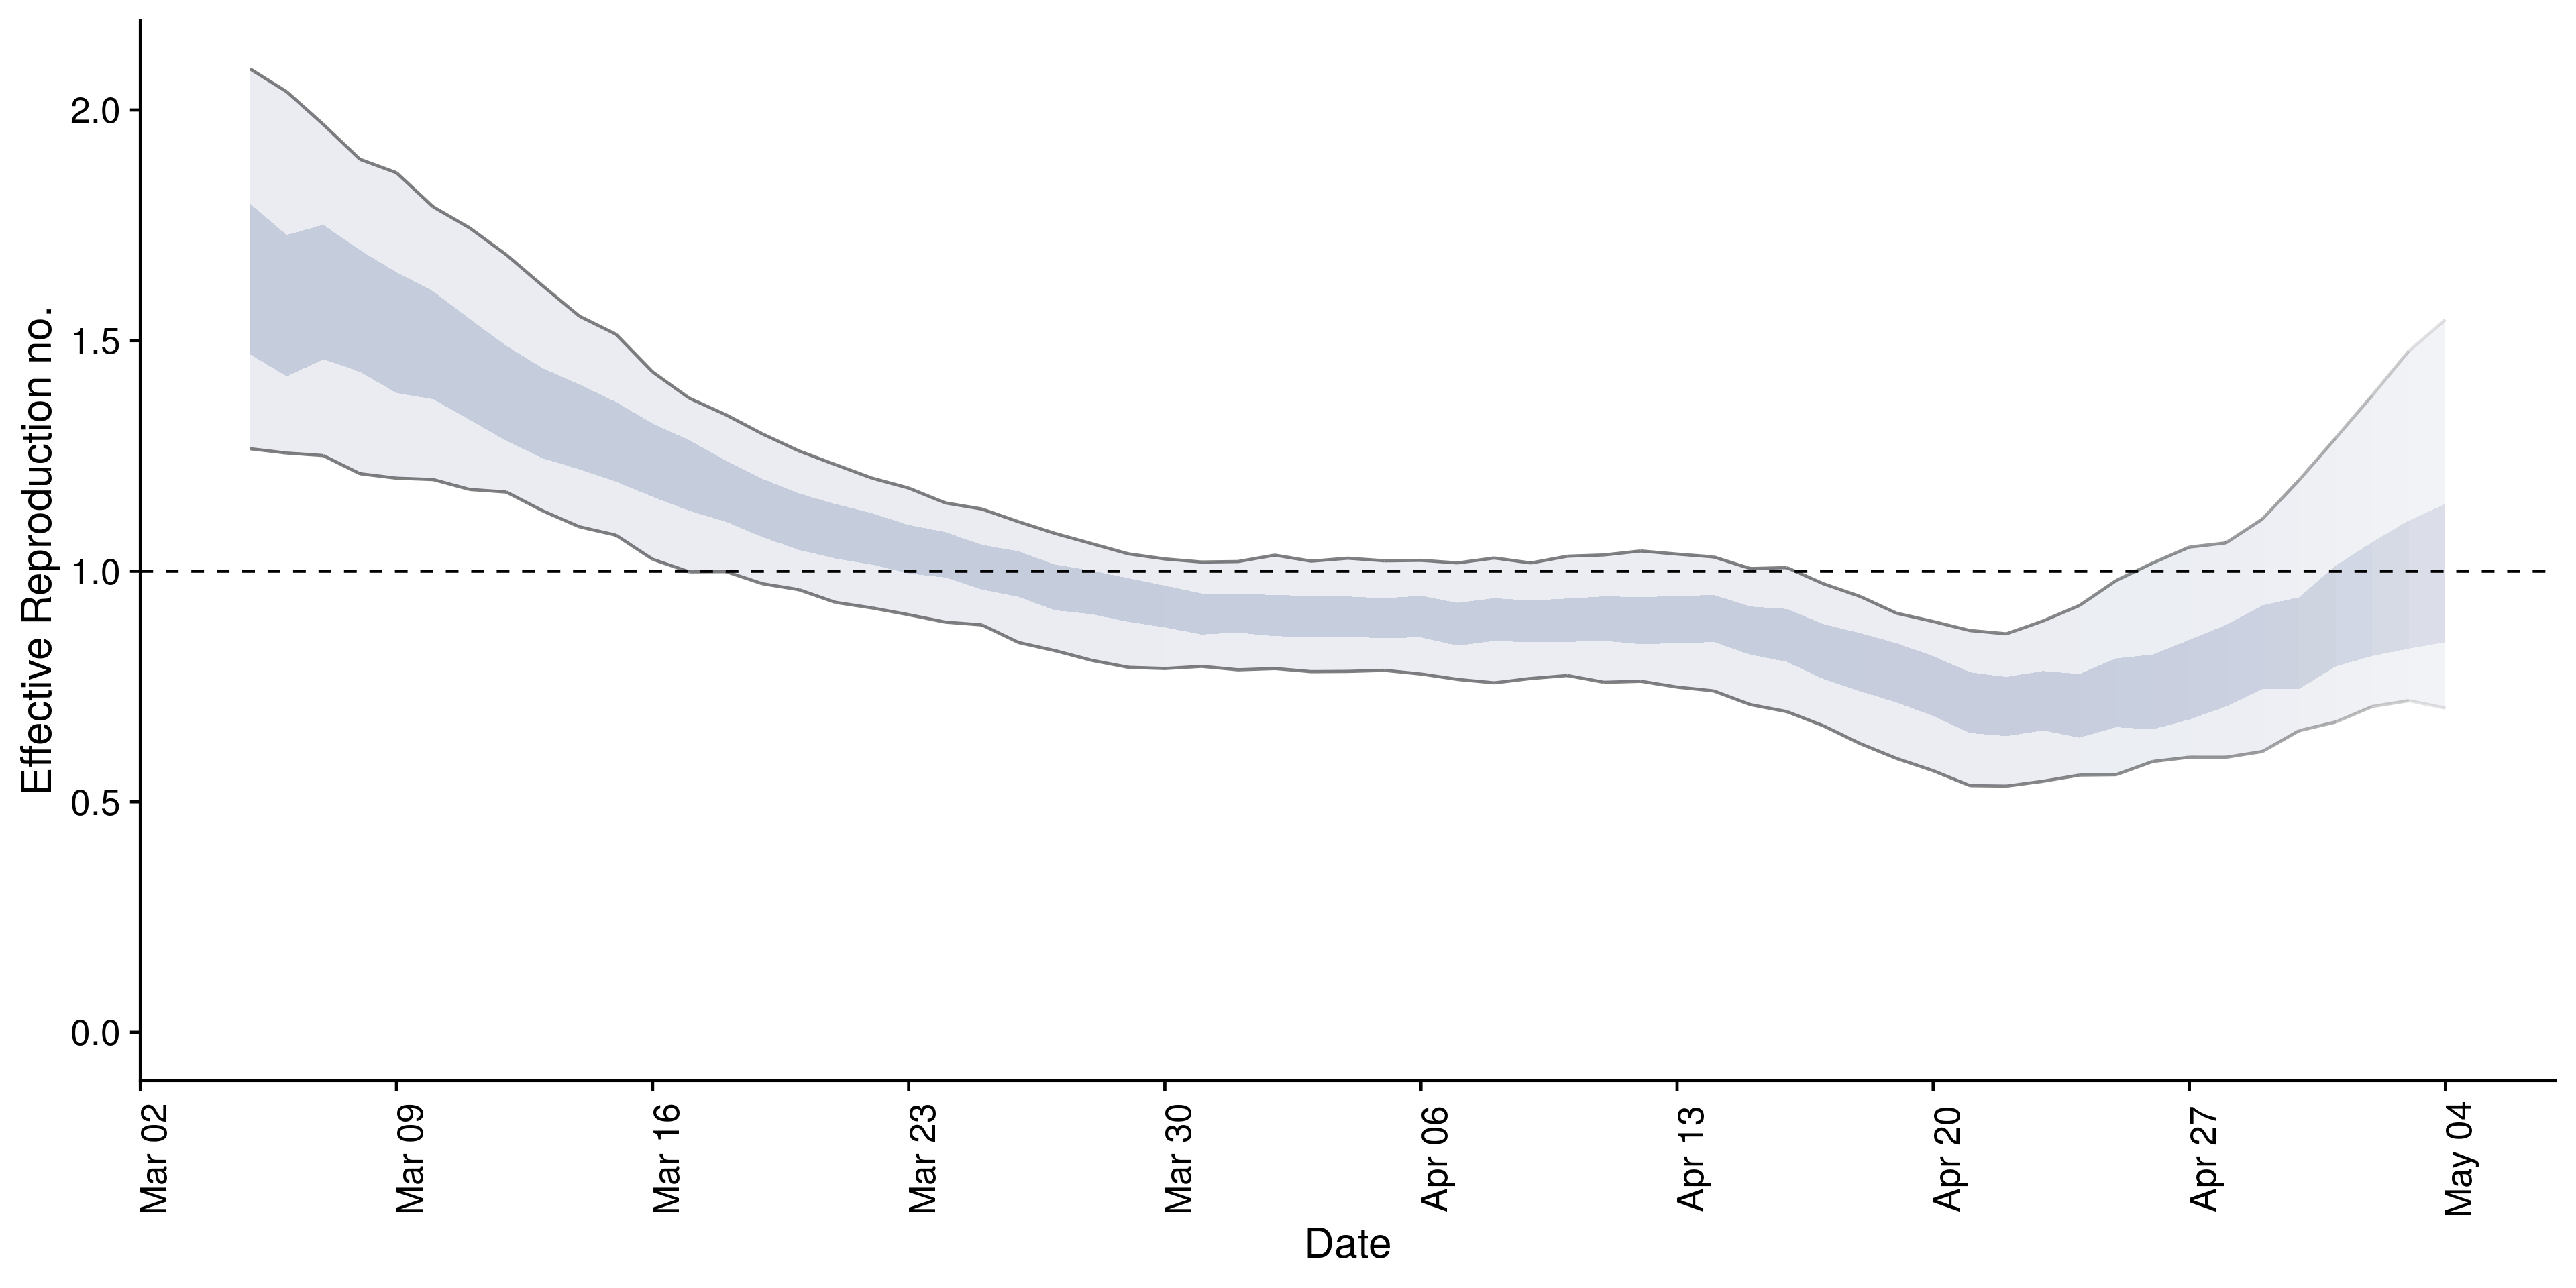 Effective Reproduction no.
2.0
1.5
1.0
0.5
0.0
Mar 02
Mar 09
Mar 16
Mar 23
Mar 30
Apr 06
Apr 13
Apr 20
Apr 27
May 04
Date